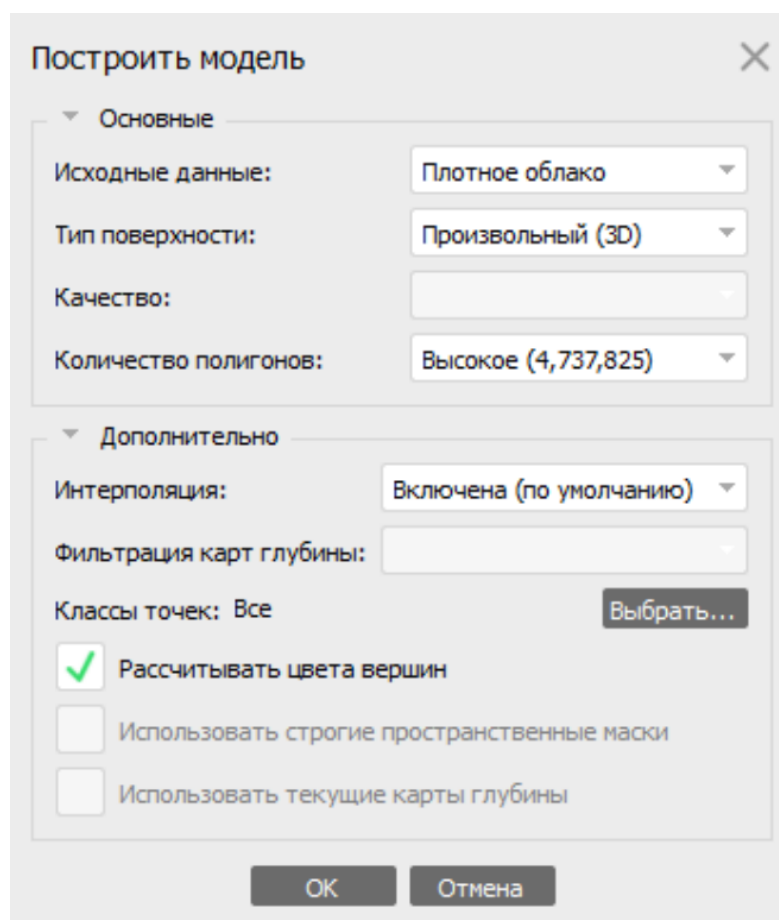 Построить модель
Основные
Исходные данные: Плотное облако
Тип поверхности: Произвольный (3D)
Качество:
Количество полигонов: Высокое (4,737,825)
Дополнительно
Интерполяция: Включена (по умолчанию)
Фильтрация карт глубины:
Классы точек: Все Выбрать...
Рассчитывать цвета вершин
Использовать строгие пространственные маски
Использовать текущие карты глубины
OK Отмена